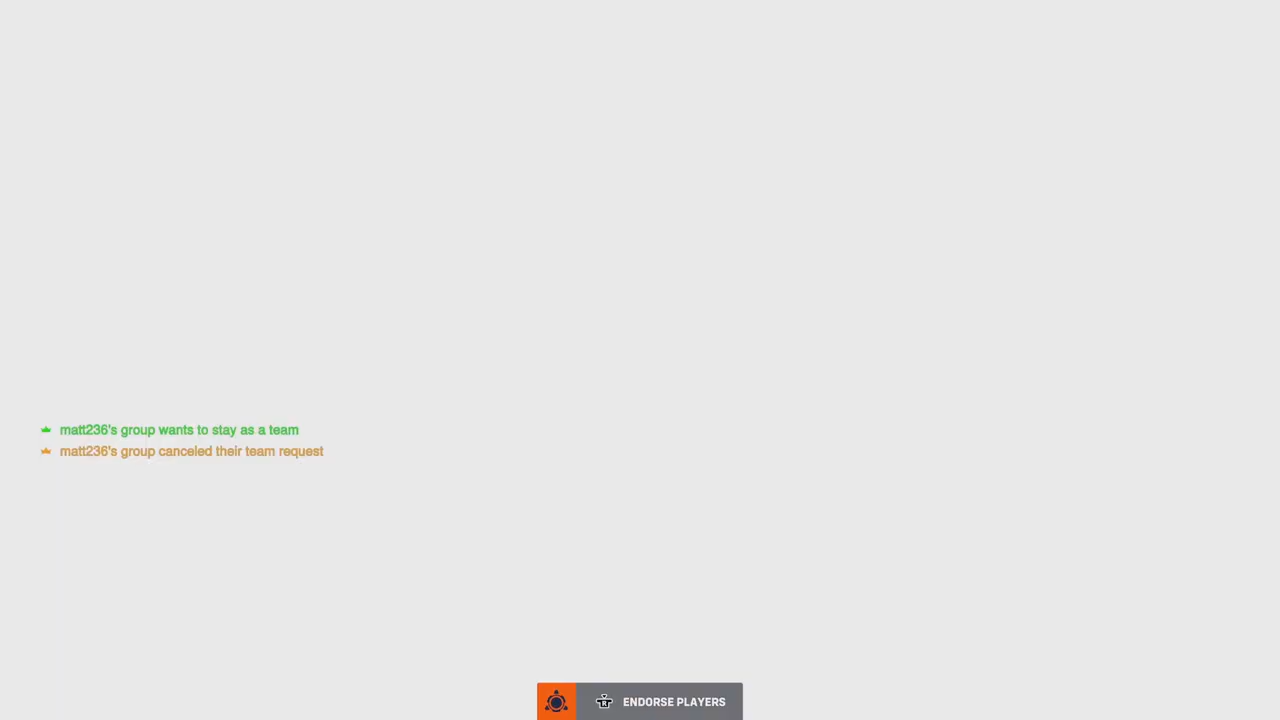 matt236's group wants to stay as a team
matt236's group canceled their team request
ENDORSE PLAYERS